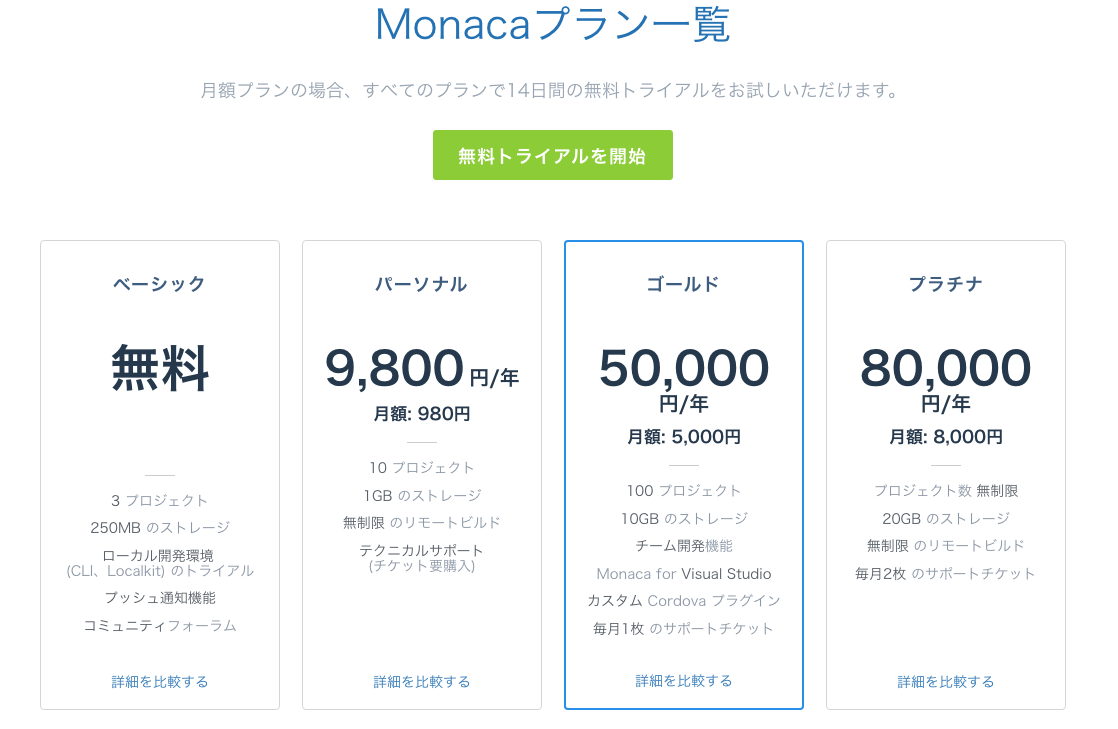 Monacaプラン一覧
月額プランの場合、すべてのプランで14日間の無料トライアルをお試しいただけます。
無料トライアルを開始
ベーシック
無料
3 プロジェクト
250MB のストレージ
ローカル開発環境
(CLI、Localkit) のトライアル
プッシュ通知機能
コミュニティフォーラム
詳細を比較する
パーソナル
9,800 円/年
月額: 980円
10 プロジェクト
1GB のストレージ
無制限 のリモートビルド
テクニカルサポート
(チケット要購入)
詳細を比較する
ゴールド
50,000
円/年
月額: 5,000円
100 プロジェクト
10GB のストレージ
チーム開発機能
Monaca for Visual Studio
カスタム Cordova プラグイン
毎月1枚 のサポートチケット
詳細を比較する
プラチナ
80,000
円/年
月額: 8,000円
プロジェクト数 無制限
20GB のストレージ
無制限 のリモートビルド
毎月2枚 のサポートチケット
詳細を比較する